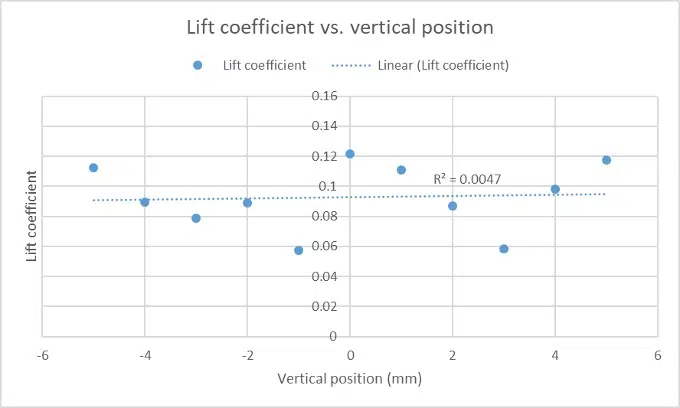 Lift coefficient vs. vertical position
Lift coefficient Linear (Lift coefficient)
0.16
0.14
0.12
R² = 0.0047
0.1
0.08
0.06
0.04
0.02
0
-6 -4 -2 0 2 4 6
Lift coefficient
Vertical position (mm)